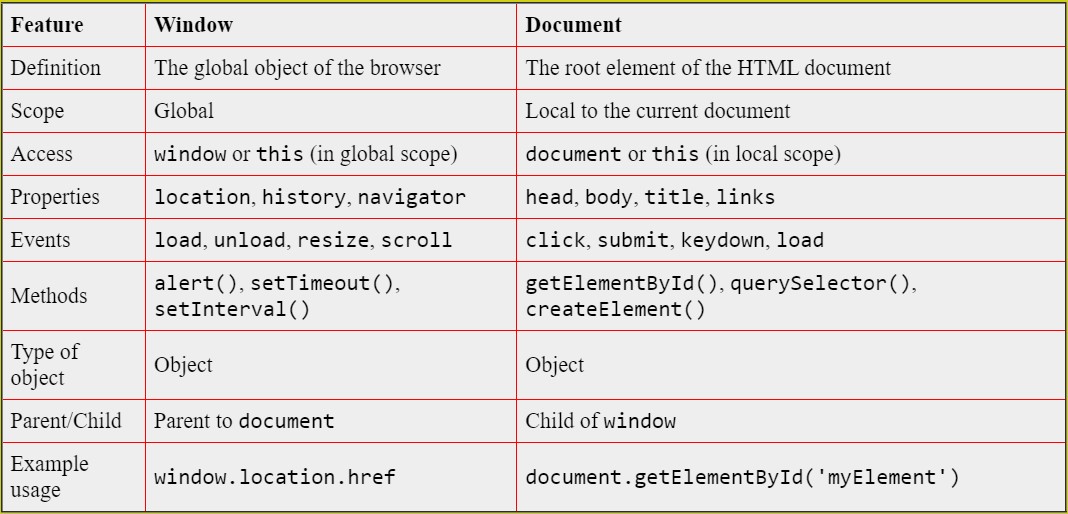 Feature Window Document
Definition The global object of the browser The root element of the HTML document
Scope Global Local to the current document
Access window or this (in global scope) document or this (in local scope)
Properties location, history, navigator head, body, title, links
Events load, unload, resize, scroll click, submit, keydown, load
Methods alert(), setTimeout(), setInterval() getElementById(), querySelector(), createElement()
Type of object Object Object
Parent/Child Parent to document Child of window
Example usage window.location.href document.getElementById('myElement')